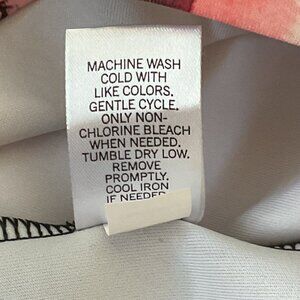 MACHINE WASH
COLD WITH
LIKE COLORS.
GENTLE CYCLE.
ONLY NON-
CHLORINE BLEACH
WHEN NEEDED.
TUMBLE DRY LOW.
REMOVE
PROMPTLY.
COOL IRON
IF NEEDED